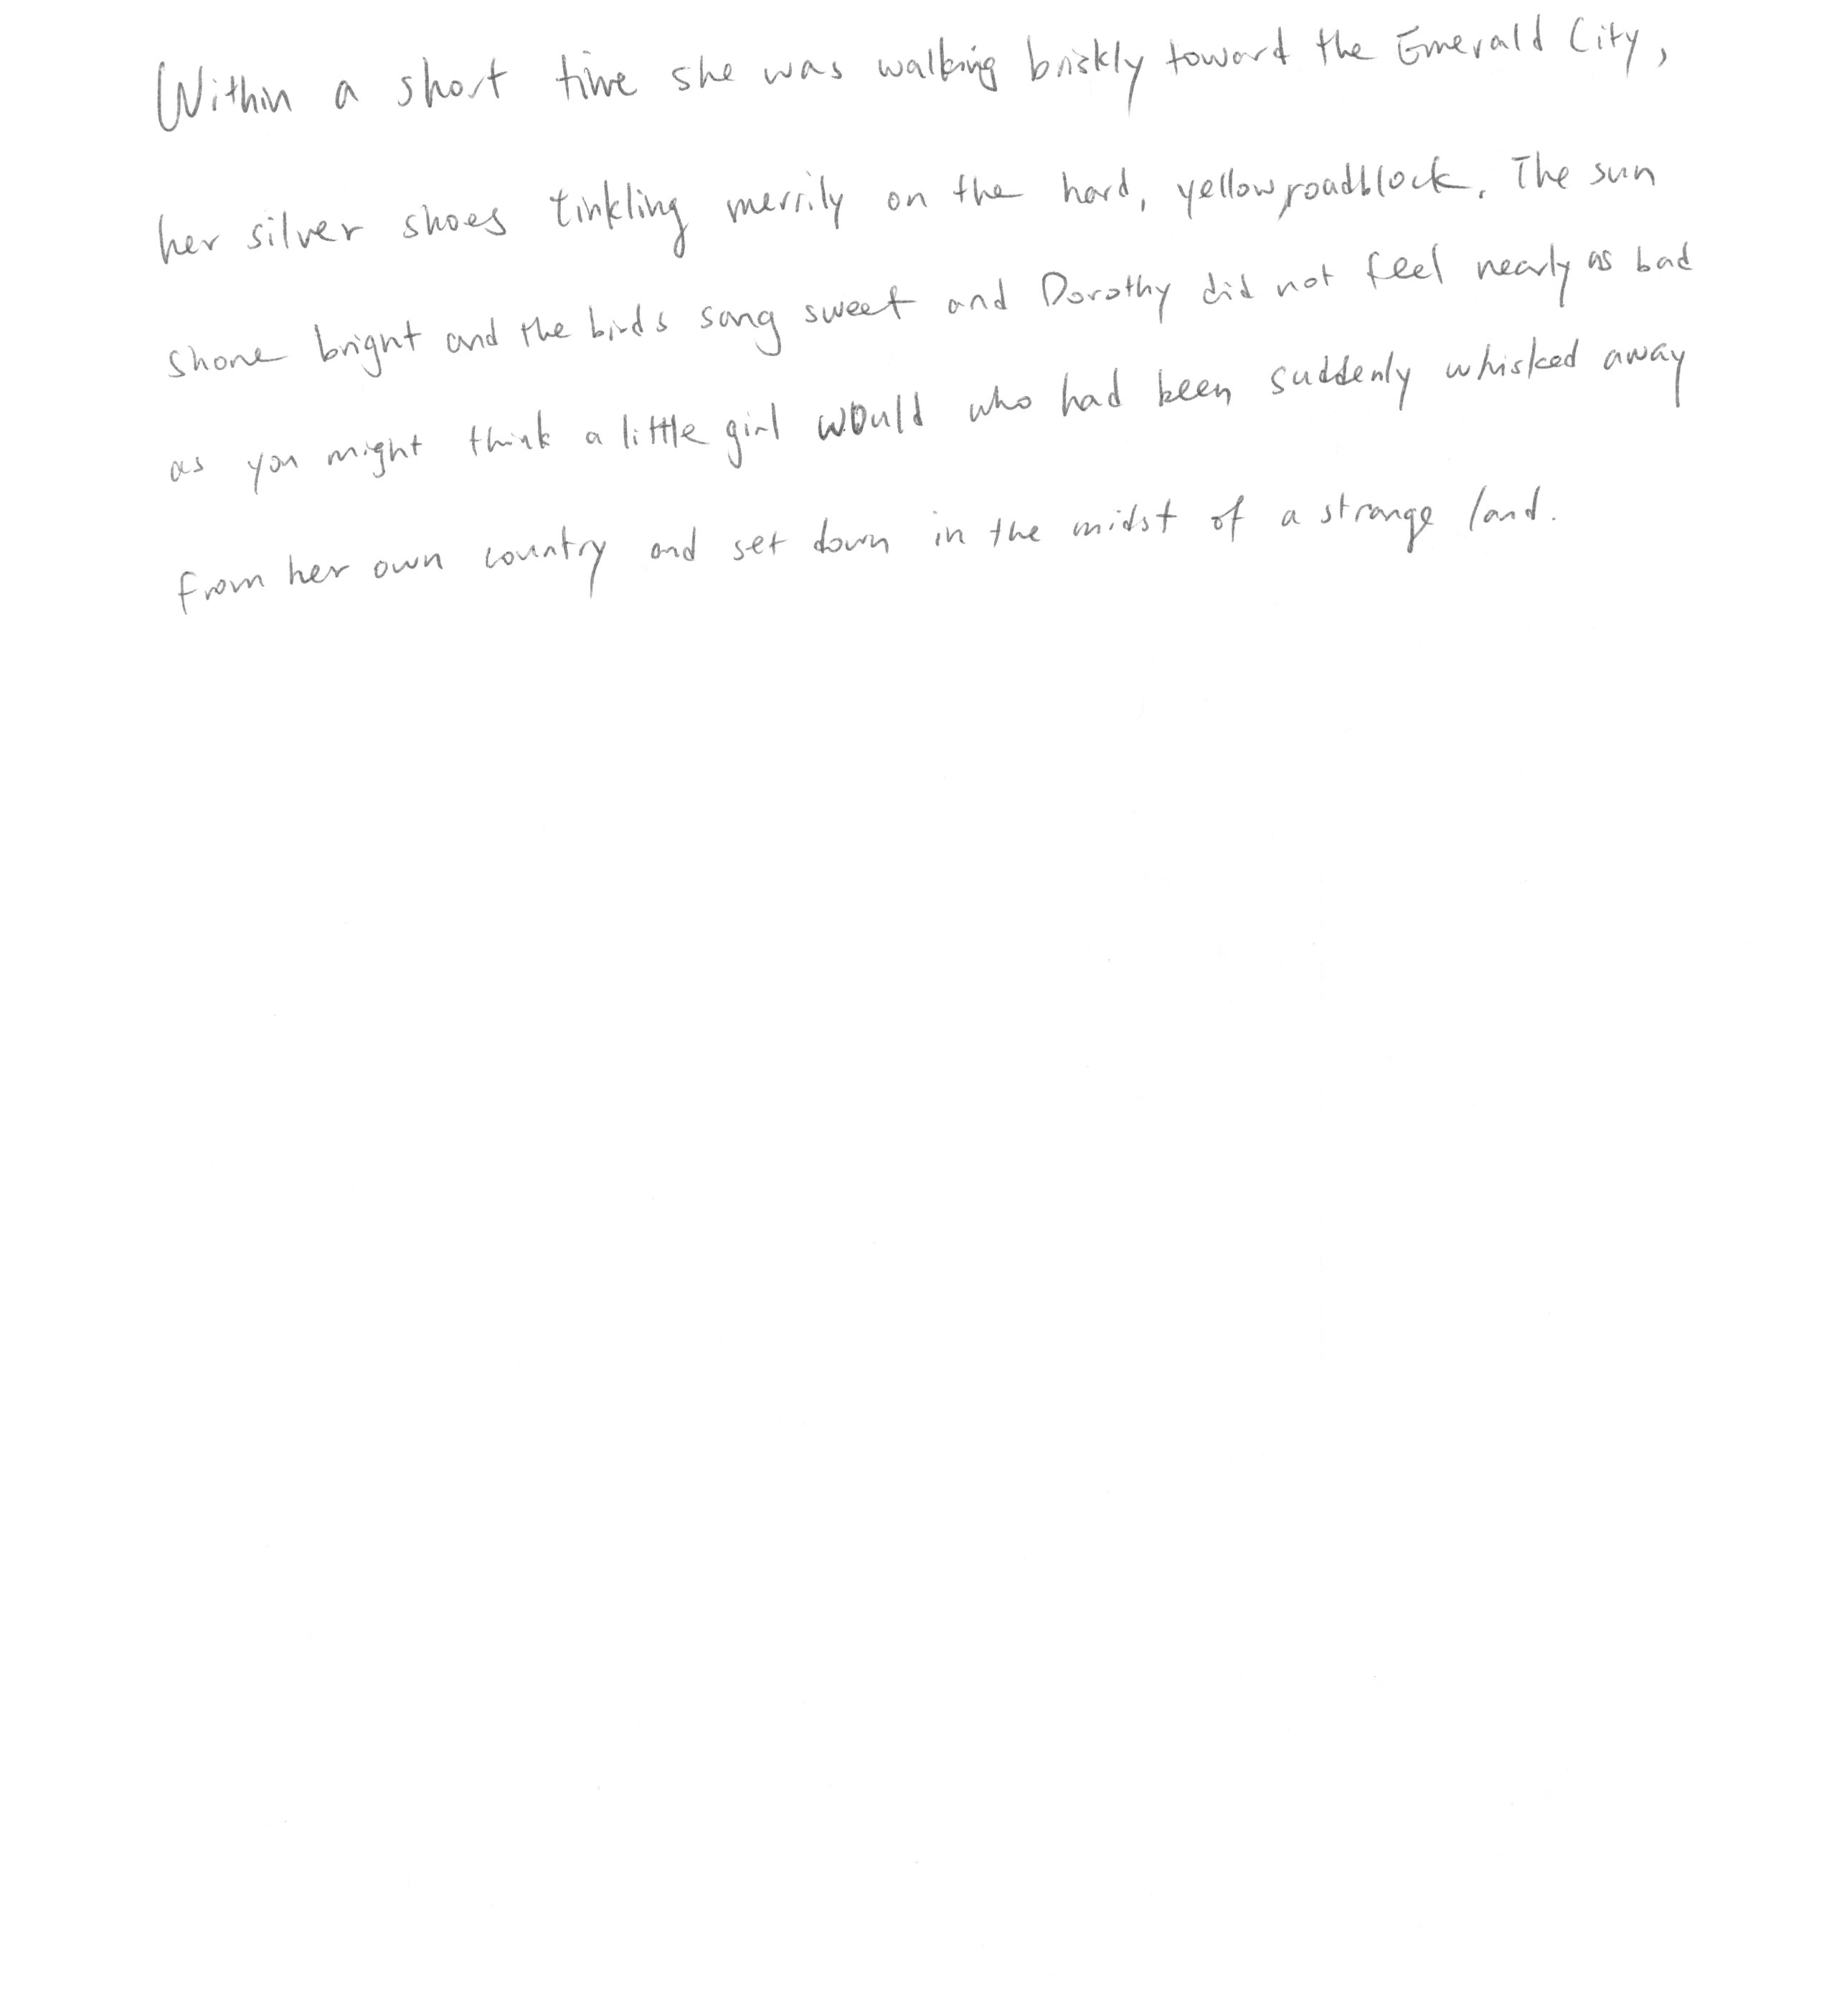 Within a short time she was walking briskly toward the Emerald City,
her silver shoes tinkling merrily on the hard, yellow roadblock. The sun
shone bright and the birds sang sweet and Dorothy did not feel nearly as bad
as you might think a little girl would who had been suddenly whisked away
from her own country and set down in the midst of a strange land.